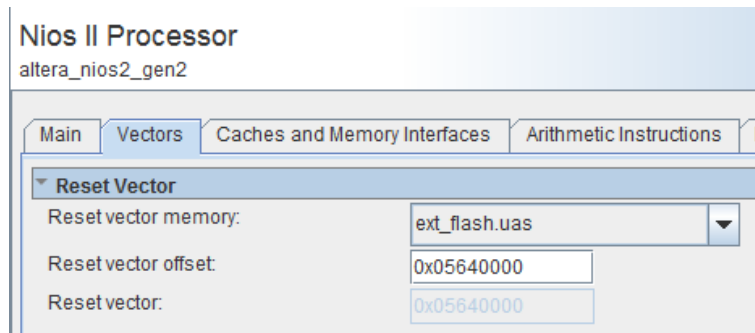 Nios II Processor
altera_nios2_gen2
Main Vectors Caches and Memory Interfaces Arithmetic Instructions
Reset Vector
Reset vector memory: ext_flash.uas
Reset vector offset: 0x05640000
Reset vector: 0x05640000